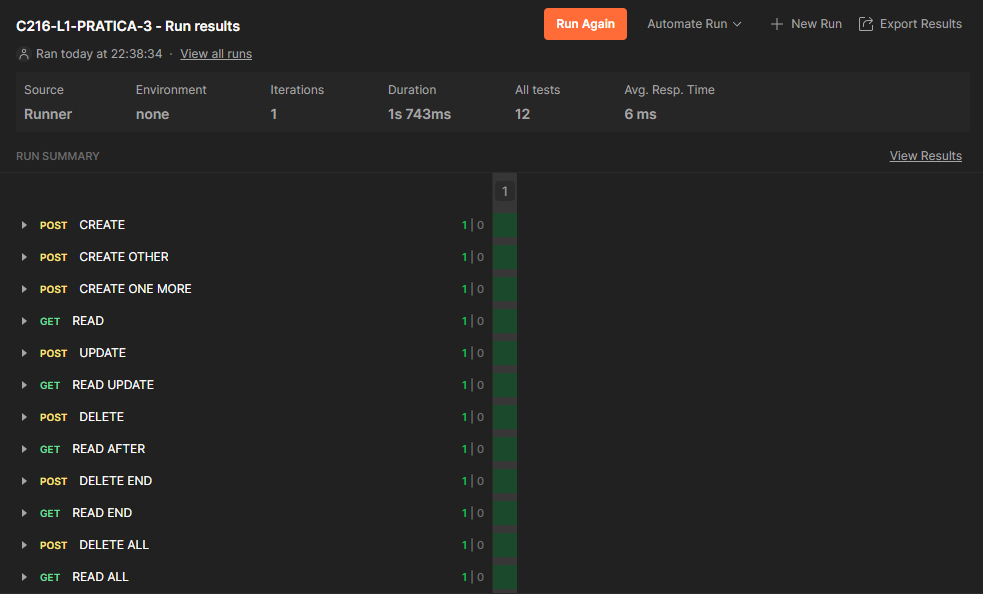 C216-L1-PRATICA-3 - Run results
Run Again
Automate Run
New Run
Export Results
Ran today at 22:38:34 · View all runs
Source Environment Iterations Duration All tests Avg. Resp. Time
Runner none 1 1s 743ms 12 6 ms
RUN SUMMARY View Results
1
POST CREATE 1 | 0
POST CREATE OTHER 1 | 0
POST CREATE ONE MORE 1 | 0
GET READ 1 | 0
POST UPDATE 1 | 0
GET READ UPDATE 1 | 0
POST DELETE 1 | 0
GET READ AFTER 1 | 0
POST DELETE END 1 | 0
GET READ END 1 | 0
POST DELETE ALL 1 | 0
GET READ ALL 1 | 0